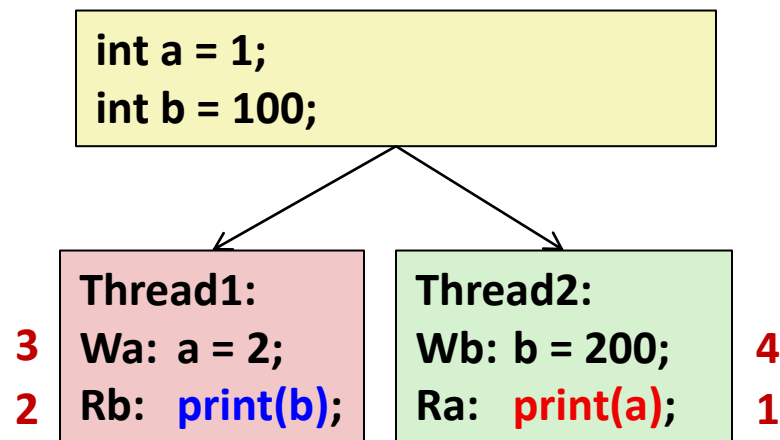 int a = 1;
int b = 100;
Thread1:
3 Wa: a = 2;
2 Rb: print(b);
Thread2:
Wb: b = 200; 4
Ra: print(a); 1